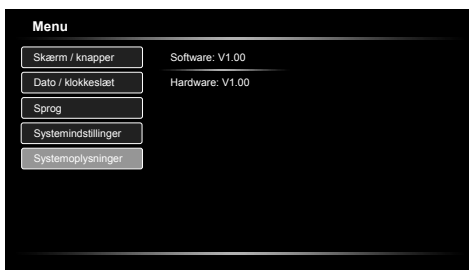 Menu
Skærm / knapper
Software: V1.00
Dato / klokkeslæt
Hardware: V1.00
Sprog
Systemindstillinger
Systemoplysninger